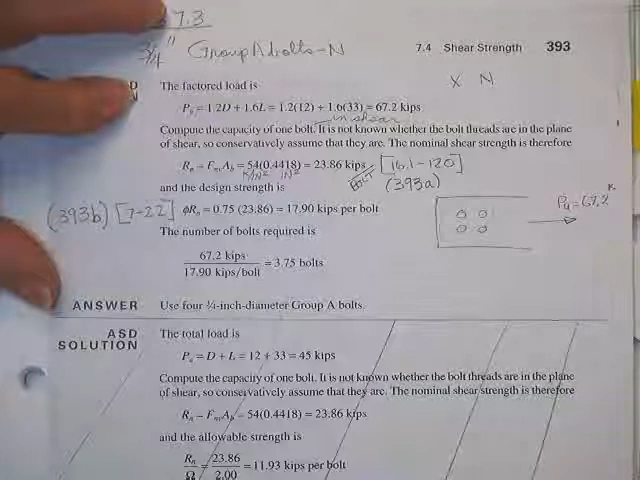 7.3
3/4" Group A bolts-N
7.4 Shear Strength 393
X N
D The factored load is
N
Pu = 1.2D + 1.6L = 1.2(12) + 1.6(33) = 67.2 kips
in shear
Compute the capacity of one bolt. It is not known whether the bolt threads are in the plane
of shear, so conservatively assume that they are. The nominal shear strength is therefore
Rn = FnvAb = 54(0.4418) = 23.86 kips [16.1-120]
K/IN² IN² BOLT (393a)
and the design strength is
(393b) [7-22] ϕRn = 0.75 (23.86) = 17.90 kips per bolt
Pu = 67.2 K
The number of bolts required is
67.2 kips
17.90 kips/bolt = 3.75 bolts
ANSWER Use four ¾-inch-diameter Group A bolts.
ASD The total load is
SOLUTION
Pa = D + L = 12 + 33 = 45 kips
Compute the capacity of one bolt. It is not known whether the bolt threads are in the plane
of shear, so conservatively assume that they are. The nominal shear strength is therefore
Rn = FnvAb = 54(0.4418) = 23.86 kips
and the allowable strength is
Rn = 23.86 = 11.93 kips per bolt
Ω 2.00